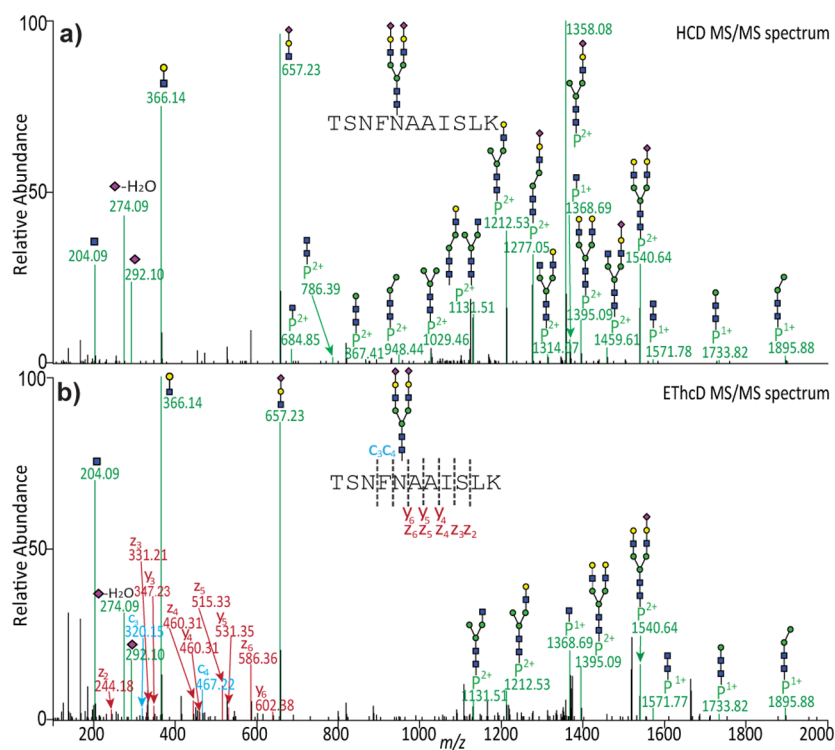 100
a)
HCD MS/MS spectrum
1358.08
657.23
366.14
TSNFNAAISLK
-H₂O
274.09
292.10
204.09
P²⁺
P²⁺
1212.53
P¹⁺
1368.69
P²⁺
1277.05
P²⁺
1540.64
P²⁺
786.39
P²⁺
1131.51
P²⁺
684.85
P²⁺
867.41
P²⁺
948.44
P²⁺
1029.46
P²⁺
1314.07
P²⁺
1395.09
P²⁺
1459.61
P¹⁺
1571.78
P¹⁺
1733.82
P¹⁺
1895.88
50
0
Relative Abundance
100
b)
EThcD MS/MS spectrum
366.14
657.23
204.09
C₃C₄
TSNFNAAISLK
y₆ y₅ y₄
z₆ z₅ z₄ z₃ z₂
-H₂O
274.09
292.10
z₃
331.21
y₃
347.23
c₃
320.15
z₄
460.31
y₄
460.31
c₄
467.22
z₅
515.33
y₅
531.35
z₆
586.36
y₆
602.38
z₂
244.18
P²⁺
1131.51
P²⁺
1212.53
P¹⁺
1368.69
P²⁺
1395.09
P²⁺
1540.64
P¹⁺
1571.77
P¹⁺
1733.82
P¹⁺
1895.88
50
0
Relative Abundance
200 400 600 800 1000 1200 1400 1600 1800 2000
m/z